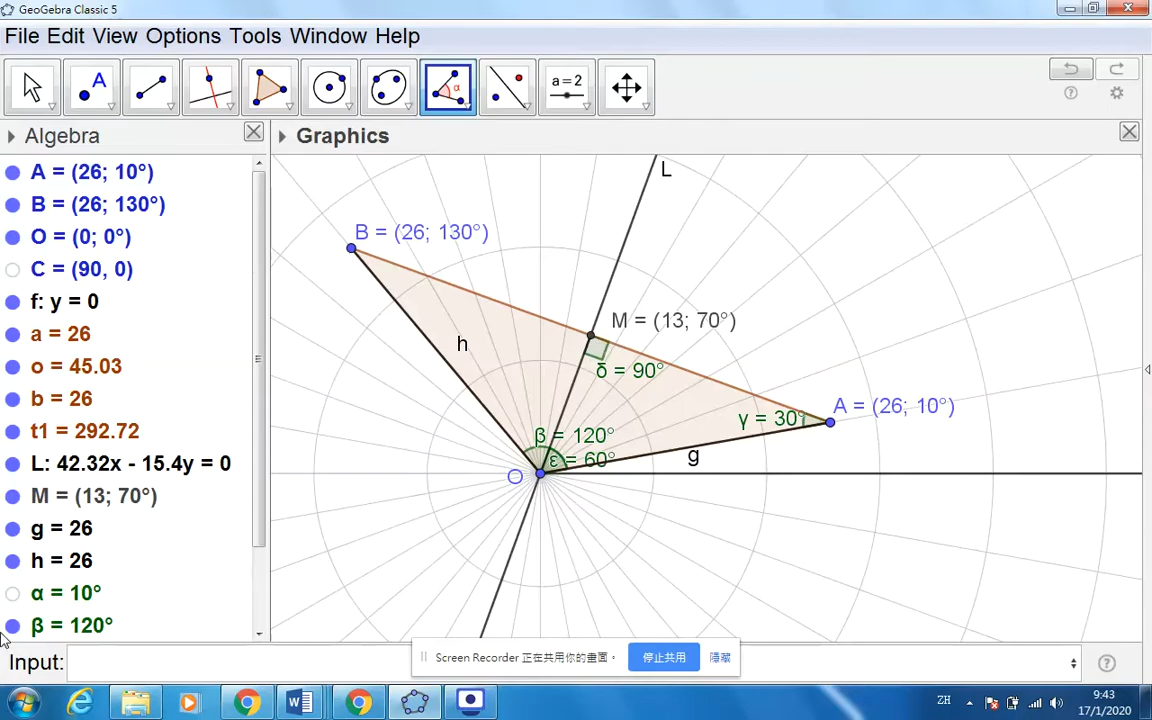 GeoGebra Classic 5
File Edit View Options Tools Window Help
A
α
a=2
Algebra
Graphics
A = (26; 10°)
B = (26; 130°)
O = (0; 0°)
C = (90, 0)
f: y = 0
a = 26
o = 45.03
b = 26
t1 = 292.72
L: 42.32x - 15.4y = 0
M = (13; 70°)
g = 26
h = 26
α = 10°
β = 120°
L
B = (26; 130°)
M = (13; 70°)
h
δ = 90°
A = (26; 10°)
γ = 30°
β = 120°
ε = 60°
g
O
Input:
Screen Recorder 正在共用你的畫面。 停止共用 隱藏
ZH
9:43
17/1/2020